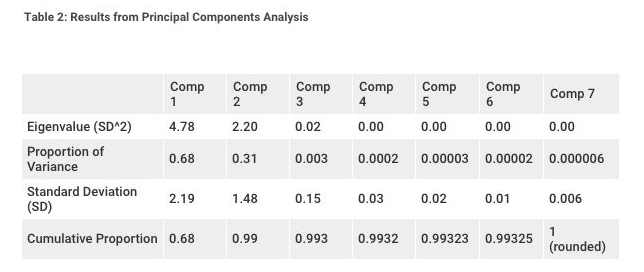 Table 2: Results from Principal Components Analysis
Comp 1 Comp 2 Comp 3 Comp 4 Comp 5 Comp 6 Comp 7
Eigenvalue (SD^2) 4.78 2.20 0.02 0.00 0.00 0.00 0.00
Proportion of Variance 0.68 0.31 0.003 0.0002 0.00003 0.00002 0.000006
Standard Deviation (SD) 2.19 1.48 0.15 0.03 0.02 0.01 0.006
Cumulative Proportion 0.68 0.99 0.993 0.9932 0.99323 0.99325 1 (rounded)